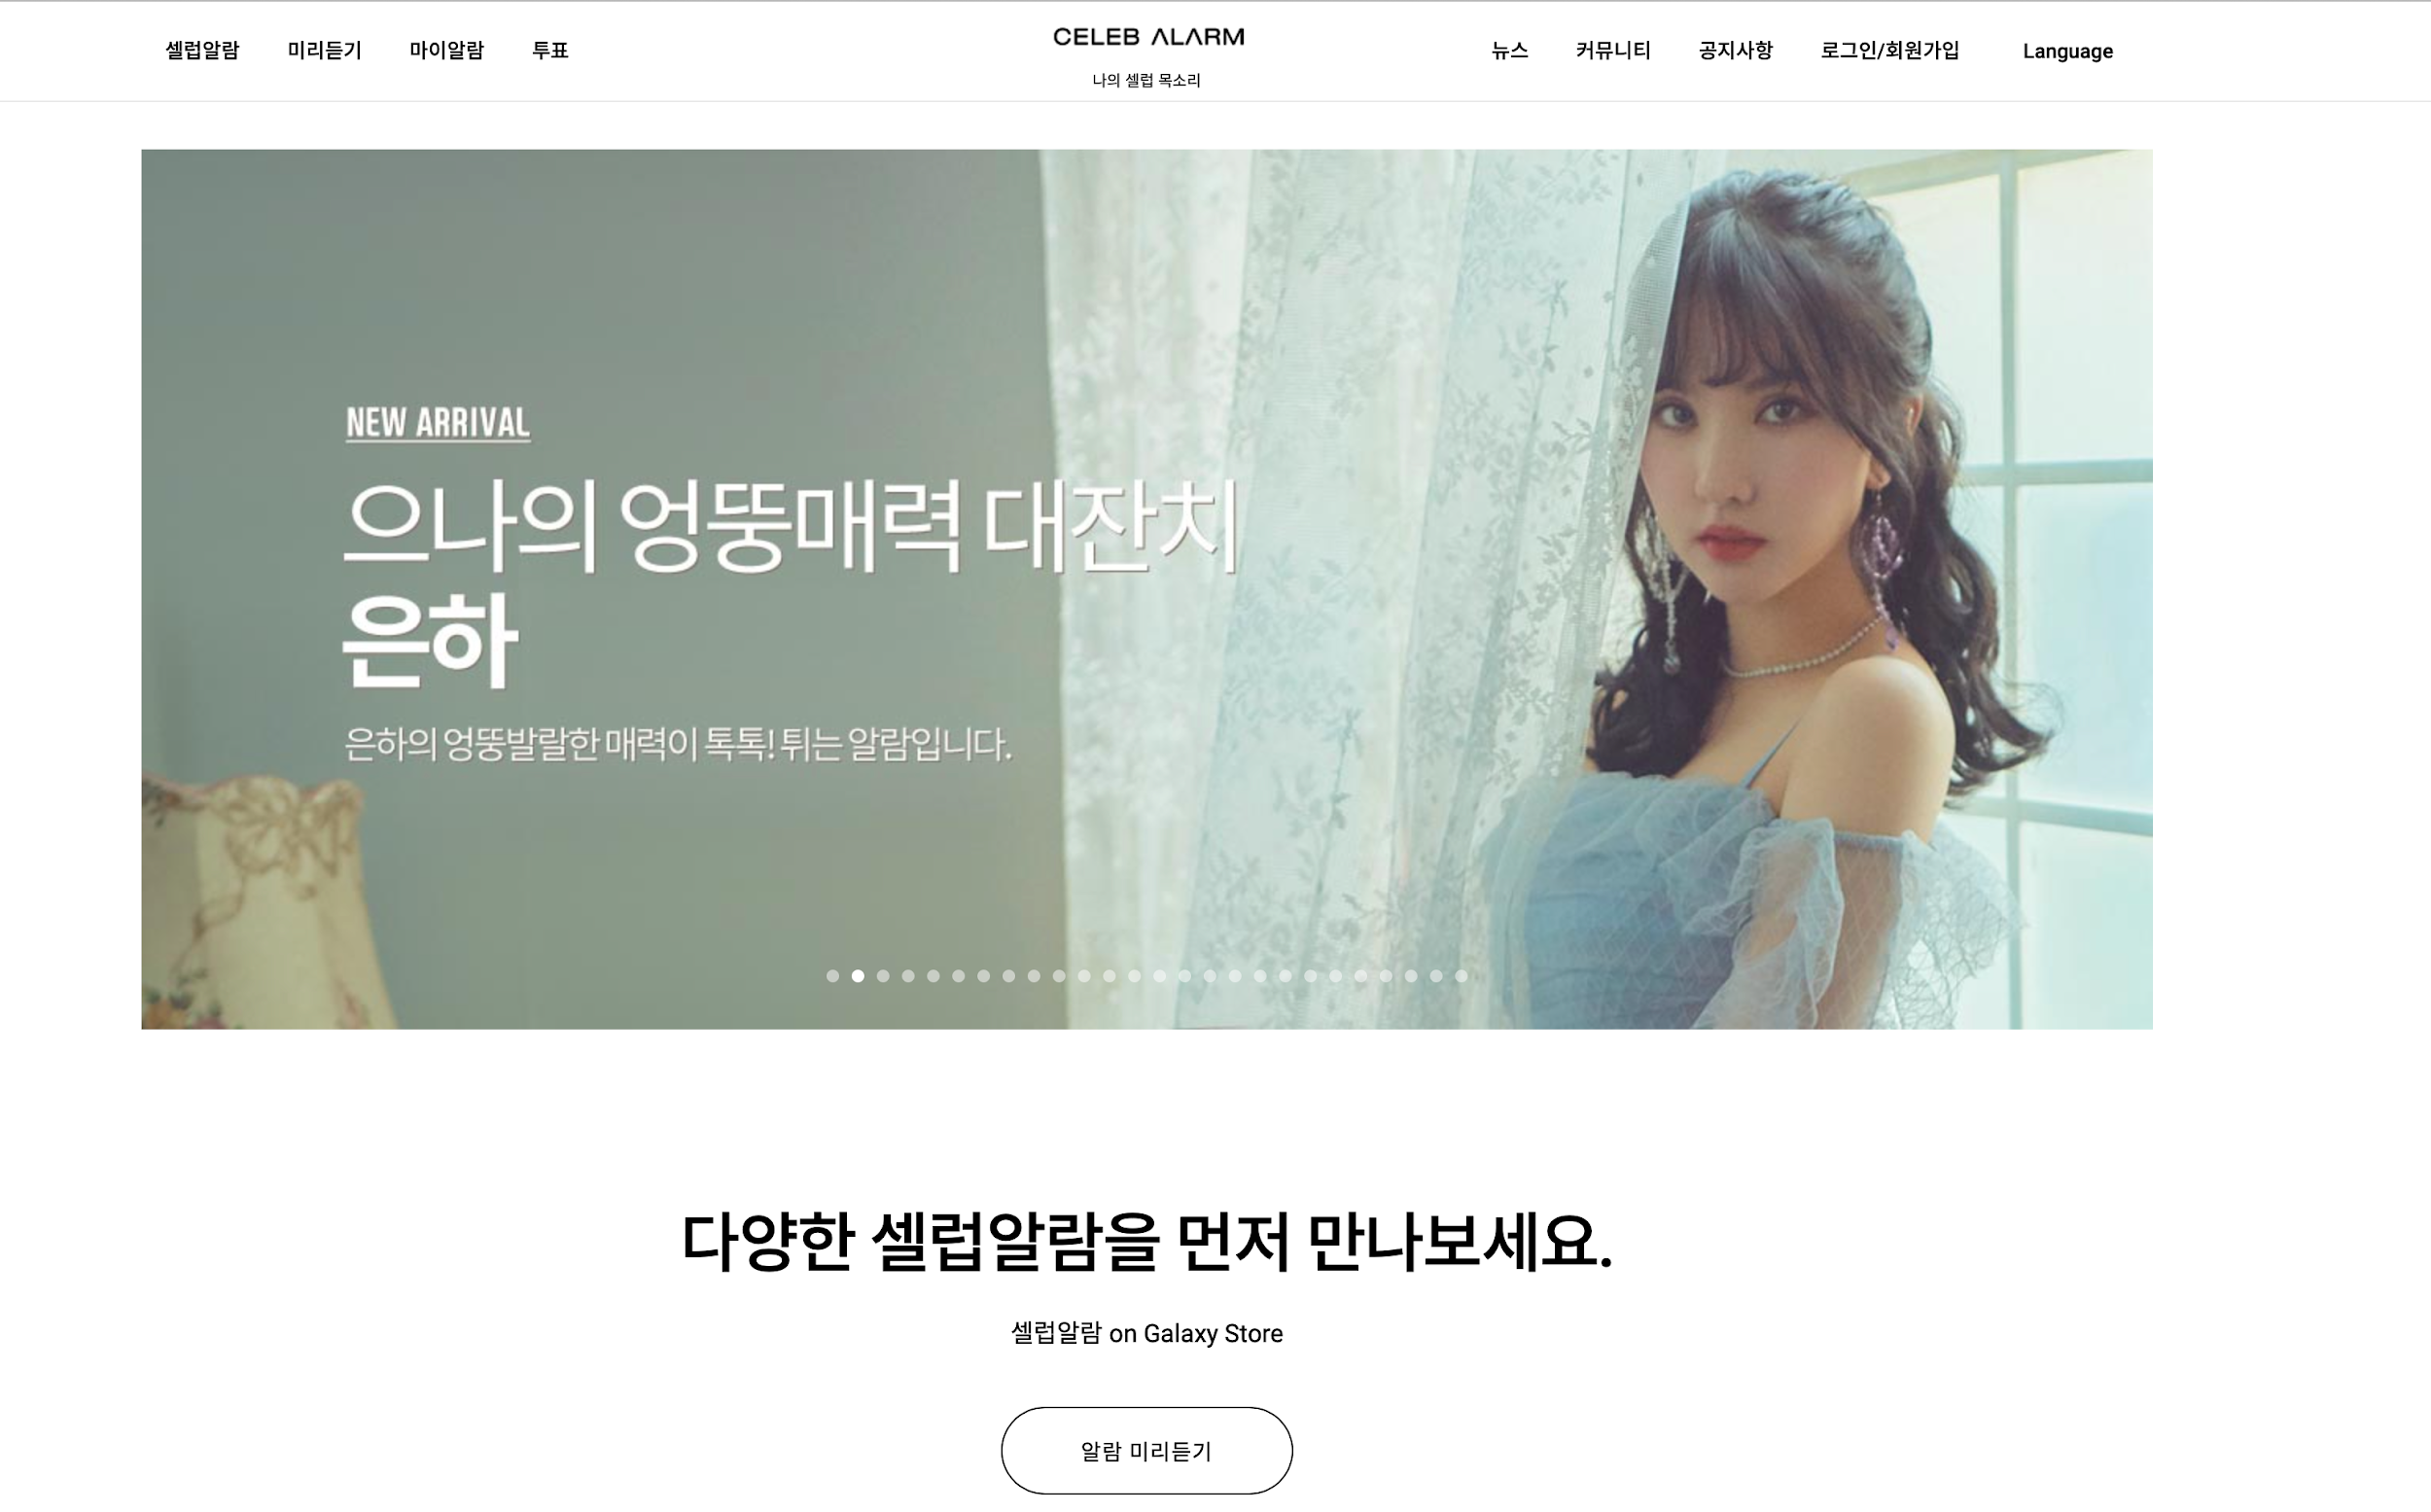 셀럽알람 미리듣기 마이알람 투표 CELEB ALARM 뉴스 커뮤니티 공지사항 로그인/회원가입 Language
나의 셀럽 목소리
NEW ARRIVAL
으나의 엉뚱매력 대잔치
은하
은하의 엉뚱발랄한 매력이 톡톡! 튀는 알람입니다.
다양한 셀럽알람을 먼저 만나보세요.
셀럽알람 on Galaxy Store
알람 미리듣기